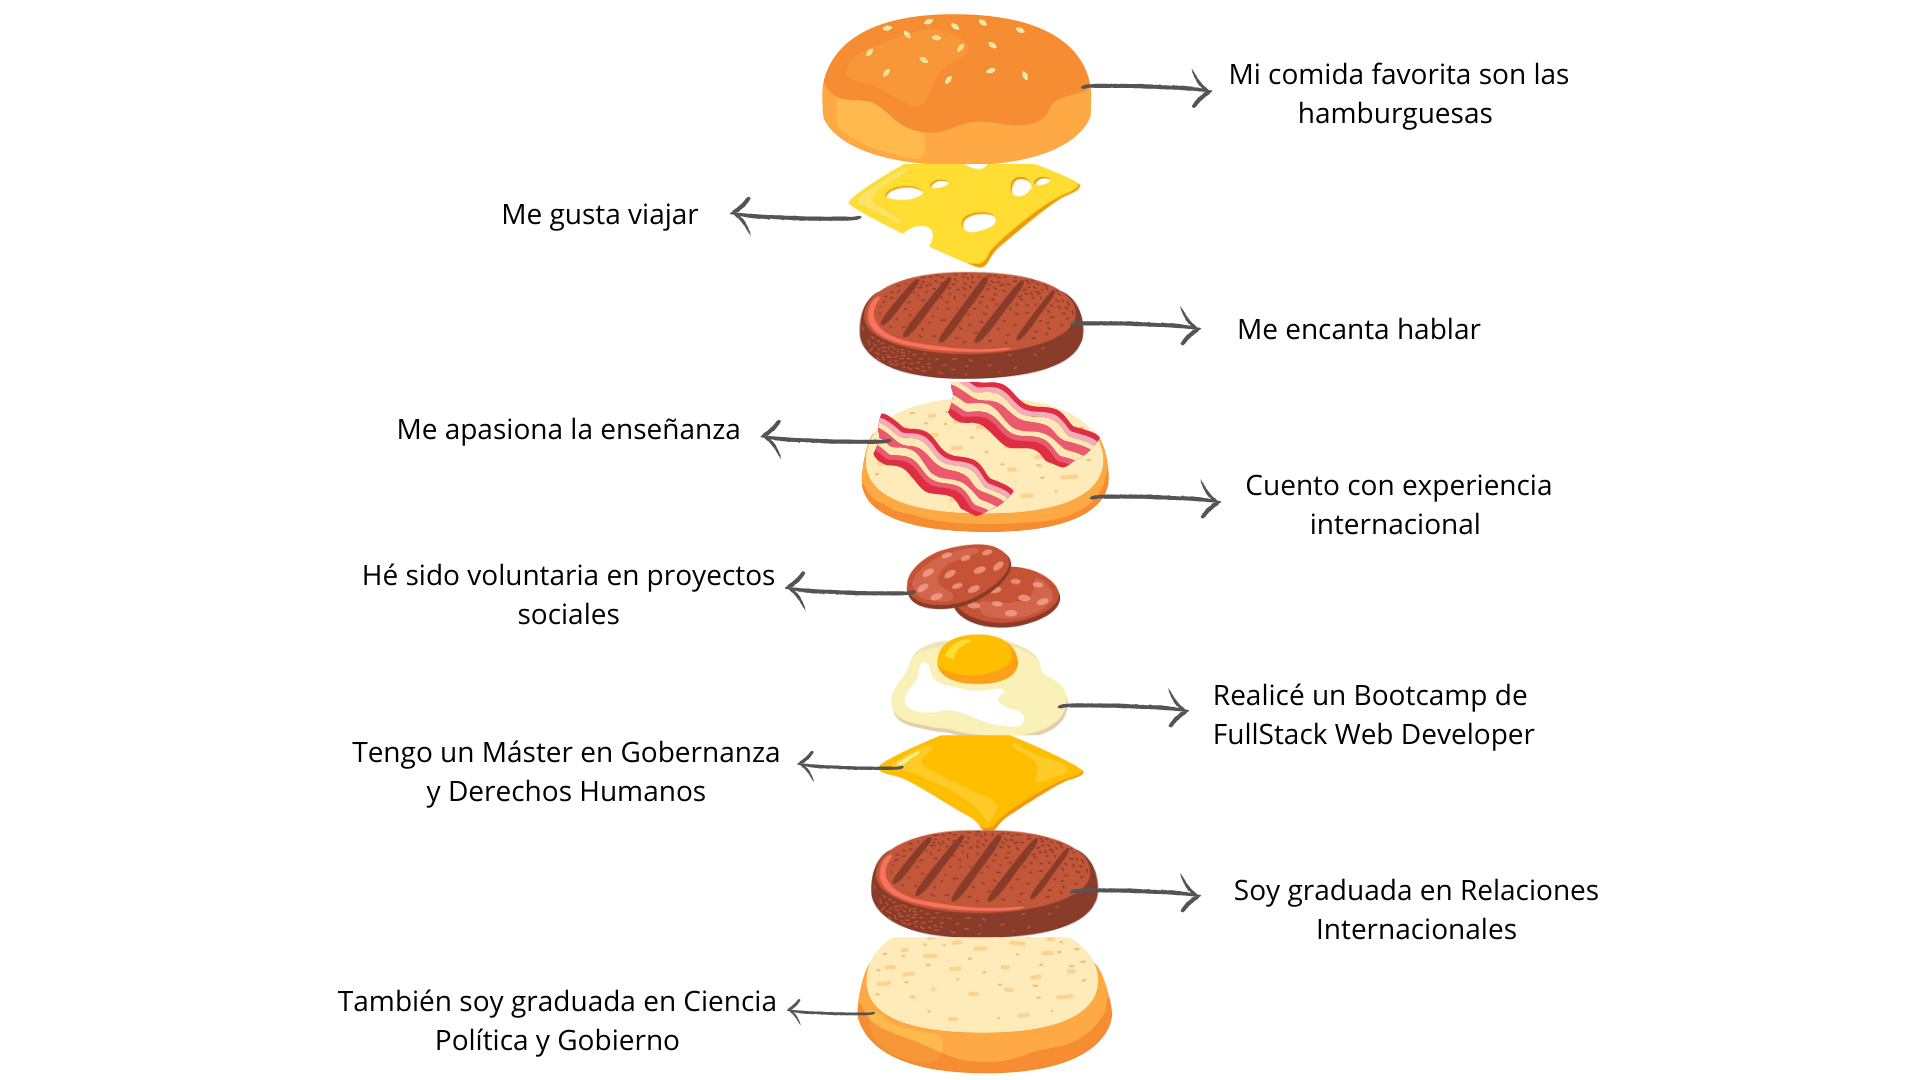 Mi comida favorita son las
hamburguesas
Me gusta viajar
Me encanta hablar
Me apasiona la enseñanza
Cuento con experiencia
internacional
Hé sido voluntaria en proyectos
sociales
Realicé un Bootcamp de
FullStack Web Developer
Tengo un Máster en Gobernanza
y Derechos Humanos
Soy graduada en Relaciones
Internacionales
También soy graduada en Ciencia
Política y Gobierno